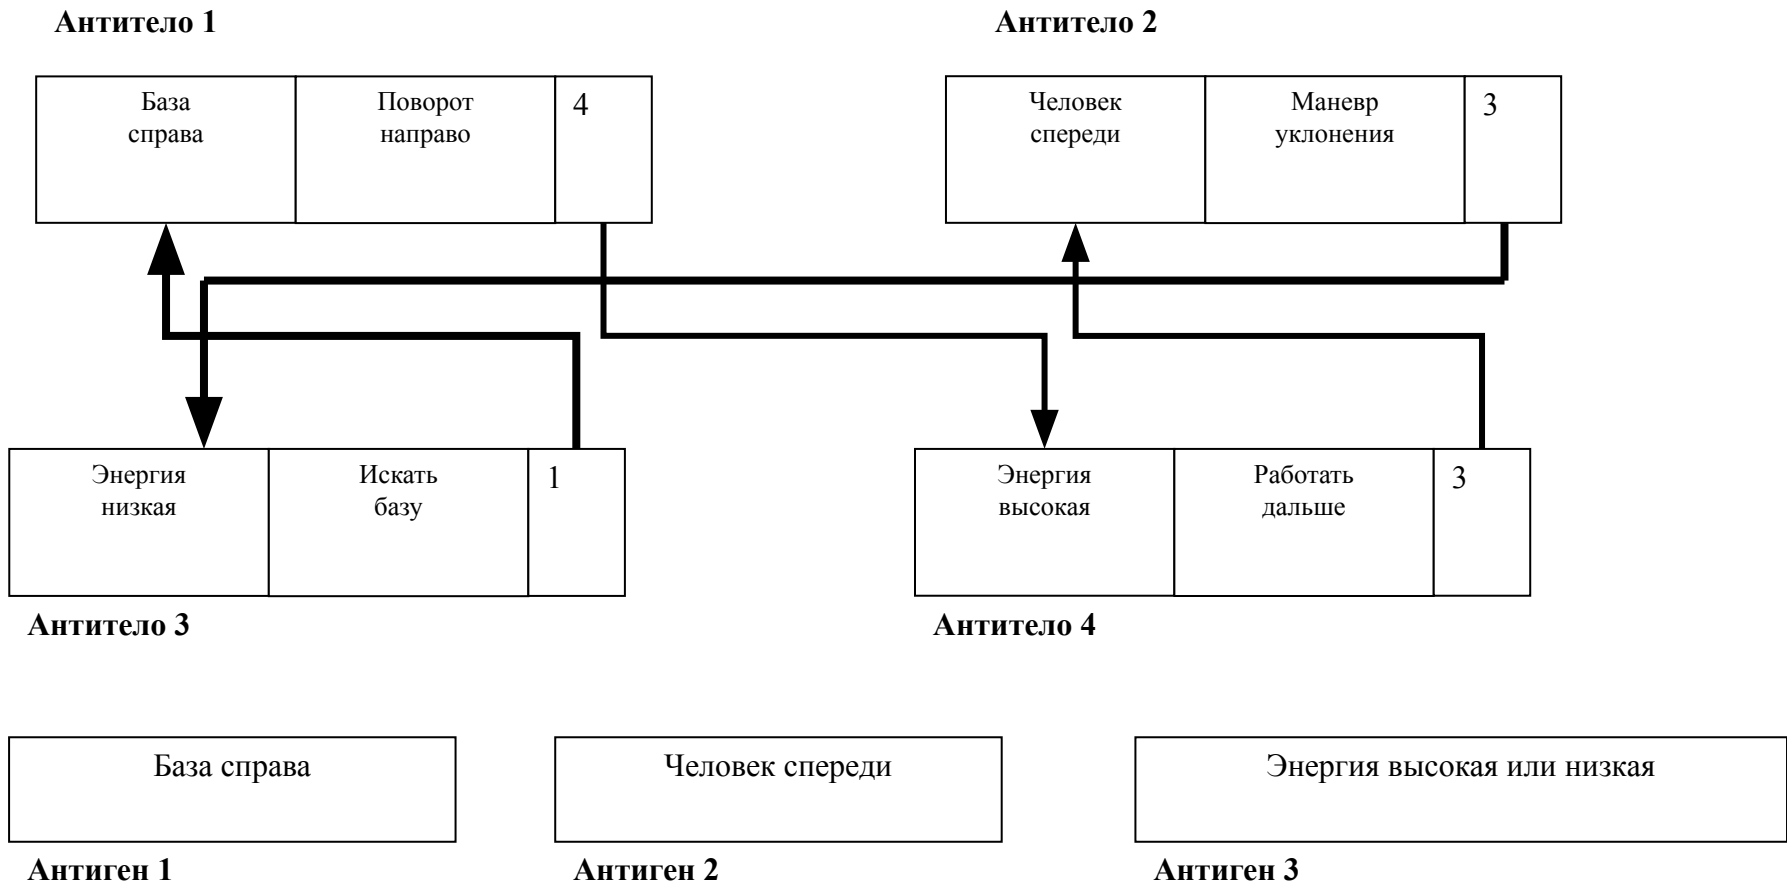 Антитело 1
Антитело 2
База
справа
Поворот
направо
4
Человек
спереди
Маневр
уклонения
3
Энергия
низкая
Искать
базу
1
Энергия
высокая
Работать
дальше
3
Антитело 3
Антитело 4
База справа
Человек спереди
Энергия высокая или низкая
Антиген 1
Антиген 2
Антиген 3